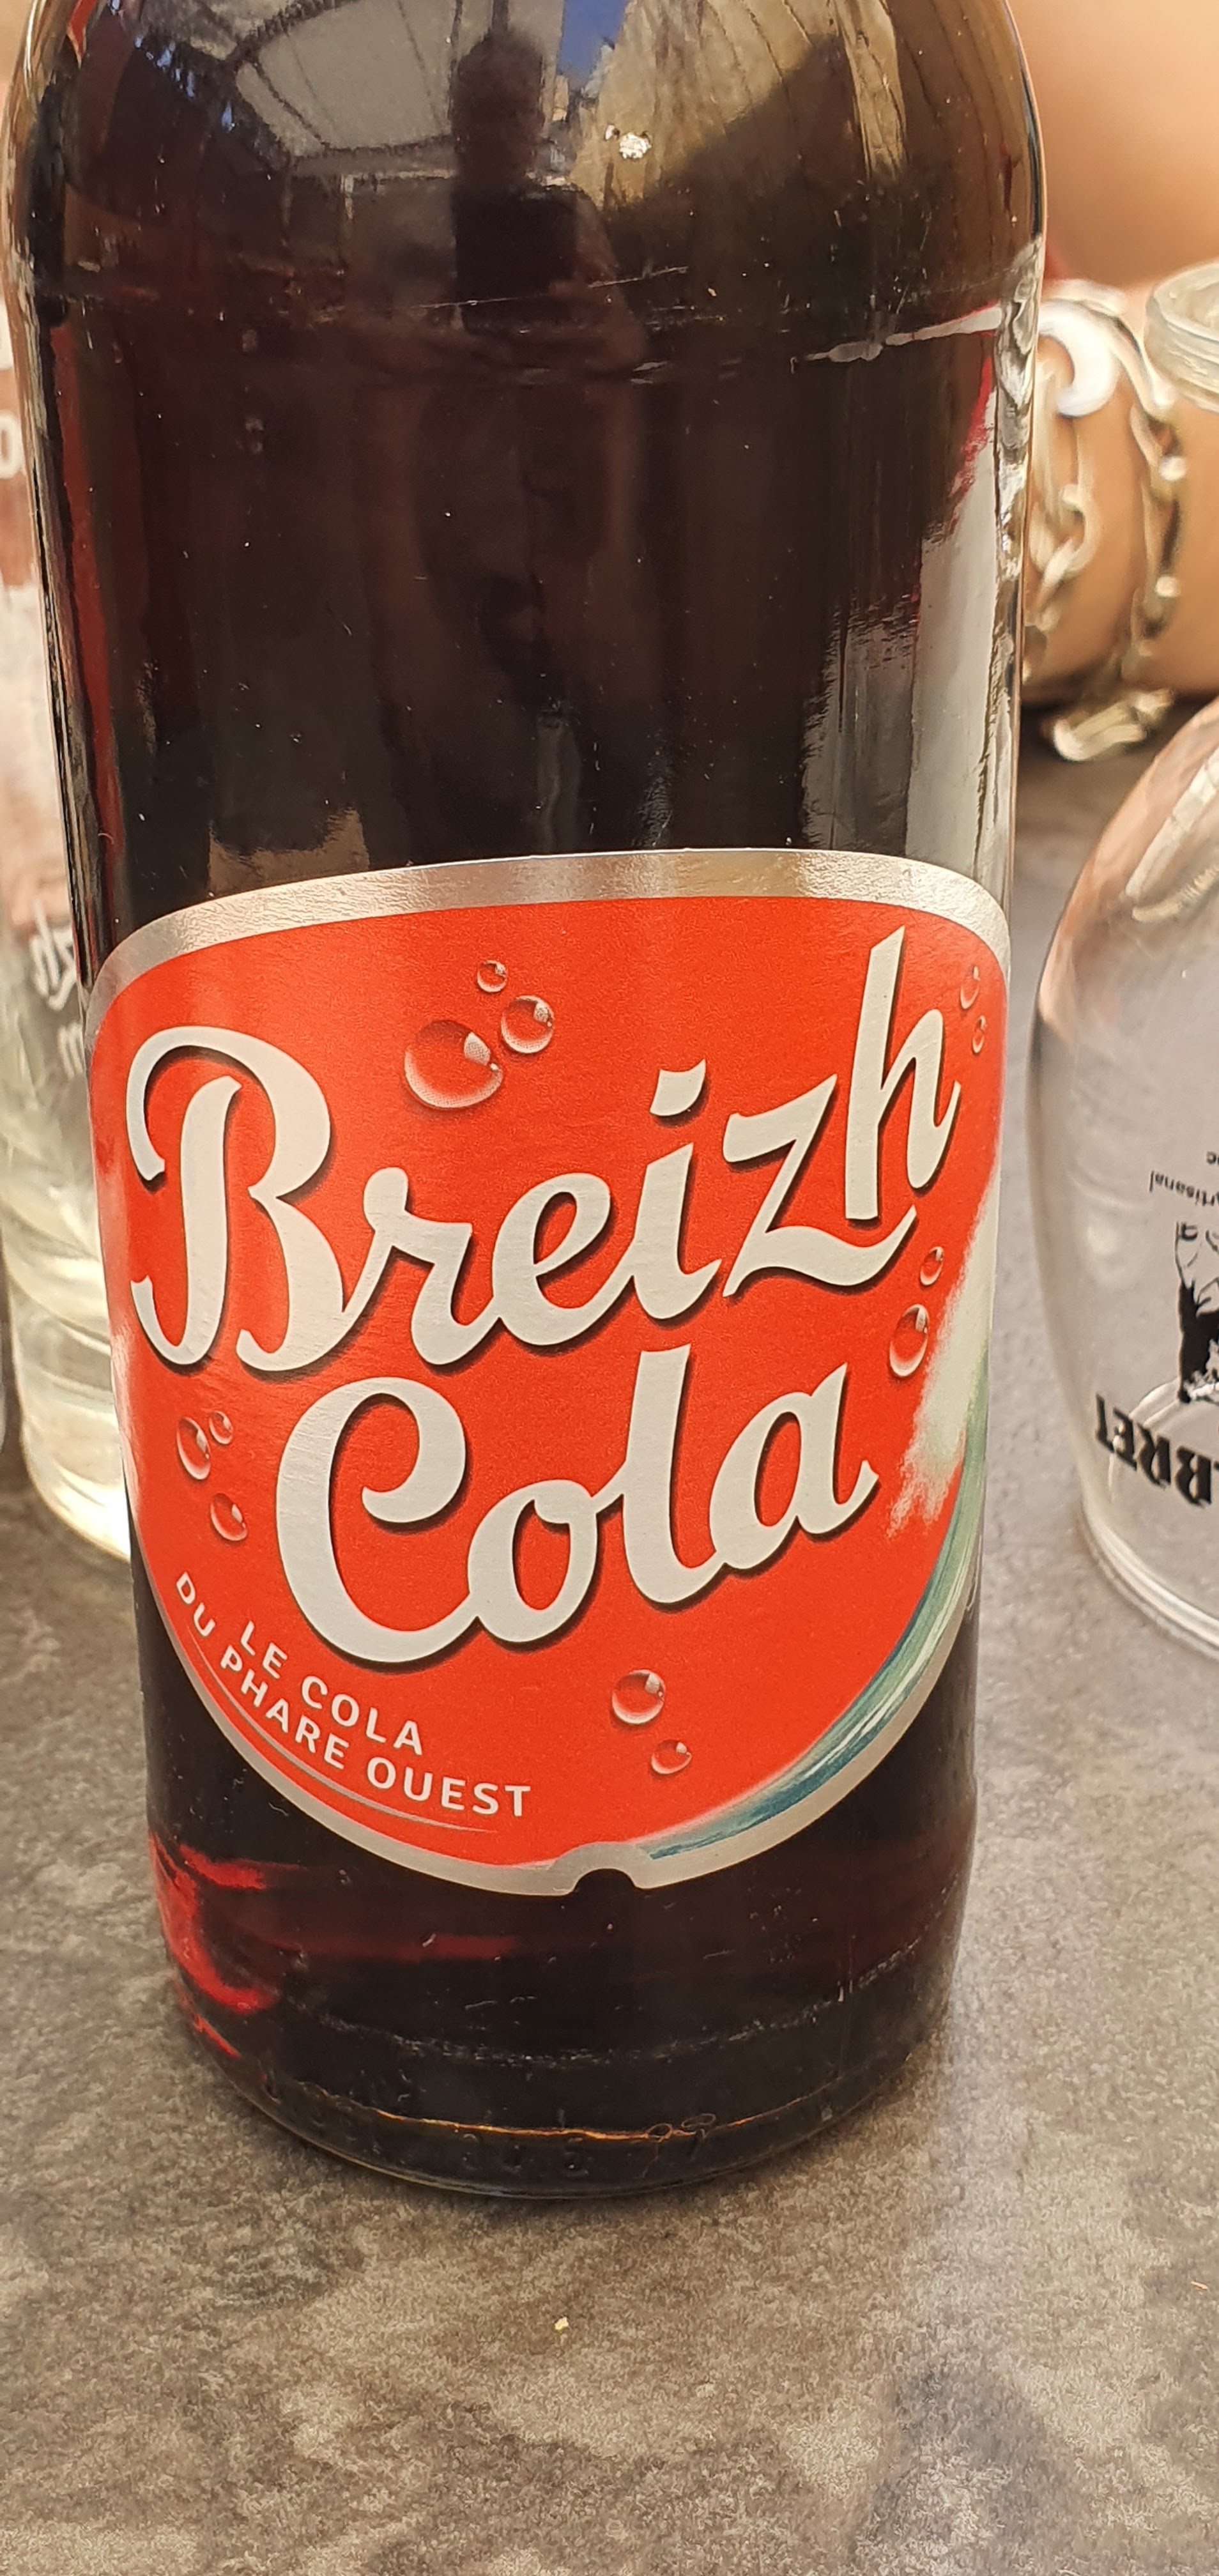 Breizh
Cola
LE COLA
DU PHARE OUEST